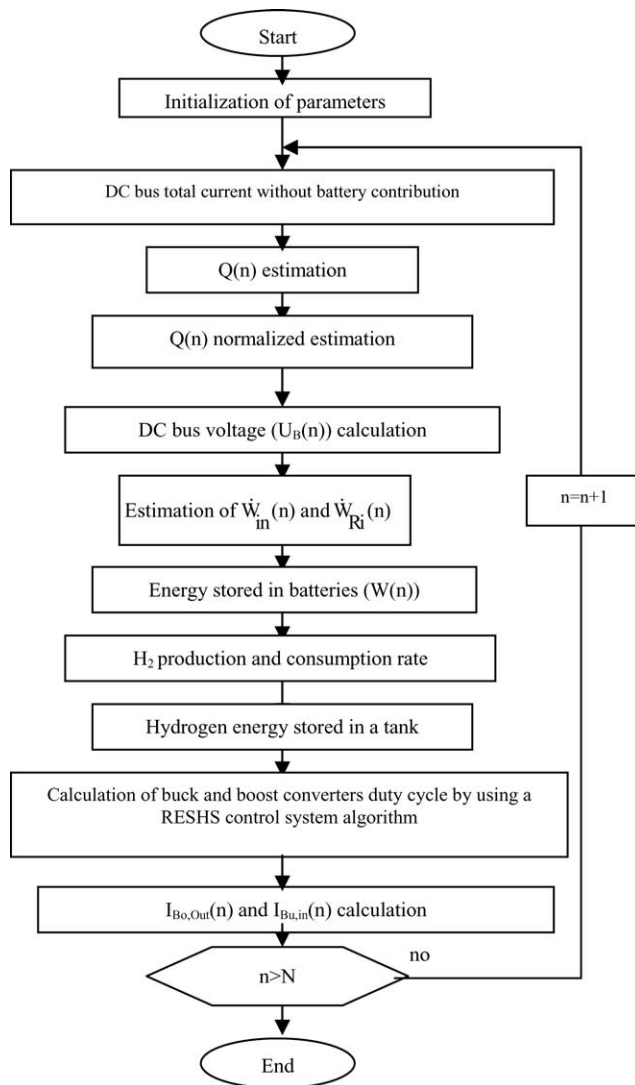 Start
Initialization of parameters
DC bus total current without battery contribution
Q(n) estimation
Q(n) normalized estimation
DC bus voltage (U_B(n)) calculation
n=n+1
Estimation of Ẇ_in(n) and Ẇ_Ri(n)
Energy stored in batteries (W(n))
H₂ production and consumption rate
Hydrogen energy stored in a tank
Calculation of buck and boost converters duty cycle by using a
RESHS control system algorithm
I_Bo,Out(n) and I_Bu,in(n) calculation
no
n>N
End